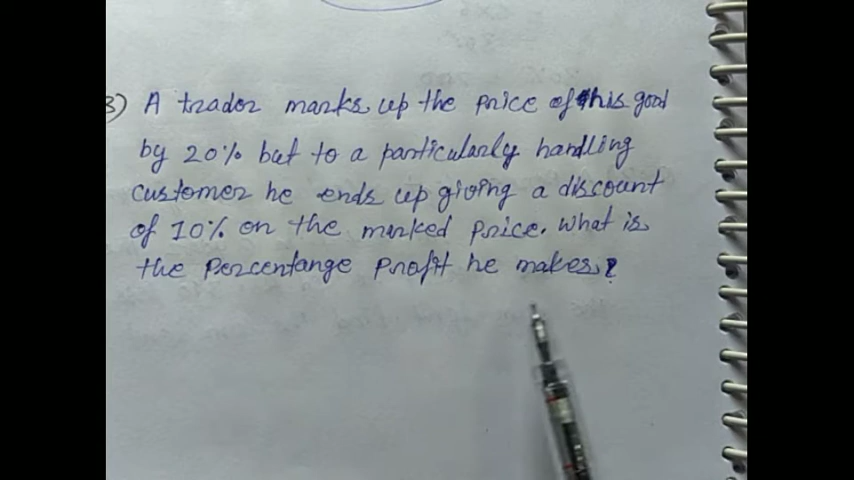 3) A trader marks up the price of his good
by 20% but to a particularly handling
customer he ends up giving a discount
of 10% on the marked price. What is
the Percentange Profit he makes?